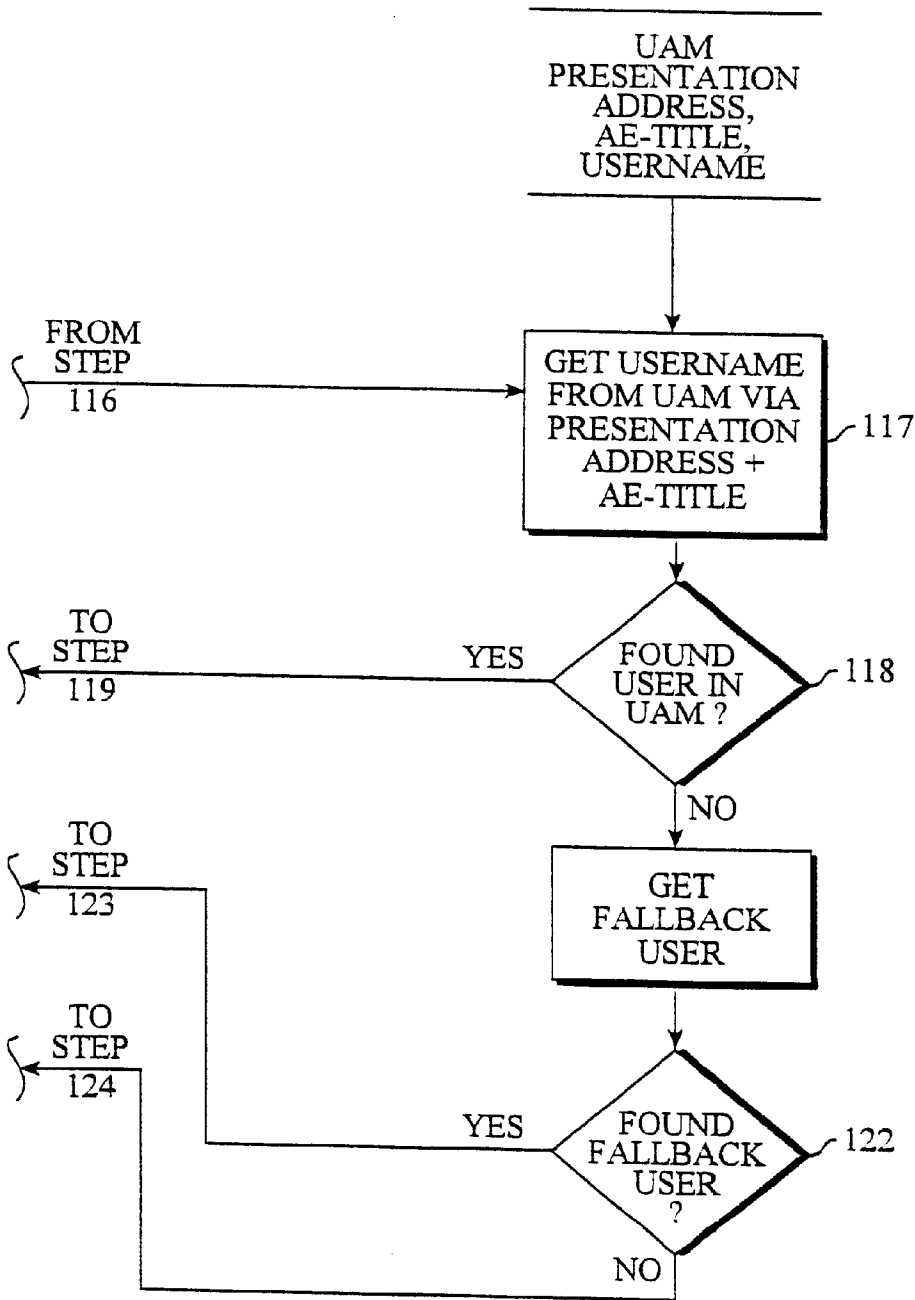 UAM
PRESENTATION
ADDRESS,
AE-TITLE,
USERNAME
FROM
STEP
116
GET USERNAME
FROM UAM VIA
PRESENTATION
ADDRESS +
AE-TITLE
117
TO
STEP
119
YES
FOUND
USER IN
UAM ?
118
NO
TO
STEP
123
GET
FALLBACK
USER
TO
STEP
124
YES
FOUND
FALLBACK
USER
?
122
NO